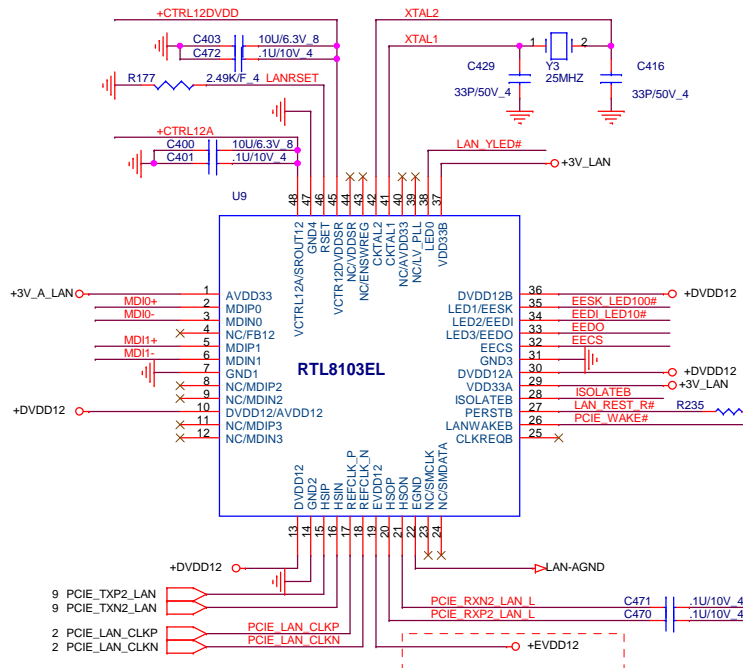 +CTRL12DVDD
C403 10U/6.3V_8
C472 .1U/10V_4
R177 2.49K/F_4 LANRSET
+CTRL12A
C400 10U/6.3V_8
C401 .1U/10V_4
XTAL2
XTAL1
1 2
Y3
25MHZ
C429
33P/50V_4
C416
33P/50V_4
LAN_YLED#
+3V_LAN
U9
48 47 46 45 44 43 42 41 40 39 38 37
VCTRL12A/SROUT12
GND4
RSET
VCTR12DVDDSR
NC/VDDSR
NC/ENSWREG
CKTAL2
CKTAL1
NC/AVDD33
NC/LV_PLL
LED0
VDD33B
+3V_A_LAN 1 AVDD33
MDI0+ 2 MDIP0
MDI0- 3 MDIN0
4 NC/FB12
MDI1+ 5 MDIP1
MDI1- 6 MDIN1
7 GND1
8 NC/MDIP2
9 NC/MDIN2
+DVDD12 10 DVDD12/AVDD12
11 NC/MDIP3
12 NC/MDIN3
RTL8103EL
DVDD12B 36 +DVDD12
LED1/EESK 35 EESK_LED100#
LED2/EEDI 34 EEDI_LED10#
LED3/EEDO 33 EEDO
EECS 32 EECS
GND3 31
DVDD12A 30 +DVDD12
VDD33A 29 +3V_LAN
ISOLATEB 28 ISOLATEB
PERSTB 27 LAN_REST_R# R235
LANWAKEB 26 PCIE_WAKE#
CLKREQB 25
DVDD12
GND2
HSIP
HSIN
REFCLK_P
REFCLK_N
EVDD12
HSOP
HSON
EGND
NC/SMCLK
NC/SMDATA
13 14 15 16 17 18 19 20 21 22 23 24
+DVDD12
LAN-AGND
9 PCIE_TXP2_LAN
9 PCIE_TXN2_LAN
PCIE_RXN2_LAN_L C471 .1U/10V_4
PCIE_RXP2_LAN_L C470 .1U/10V_4
2 PCIE_LAN_CLKP PCIE_LAN_CLKP
2 PCIE_LAN_CLKN PCIE_LAN_CLKN
+EVDD12